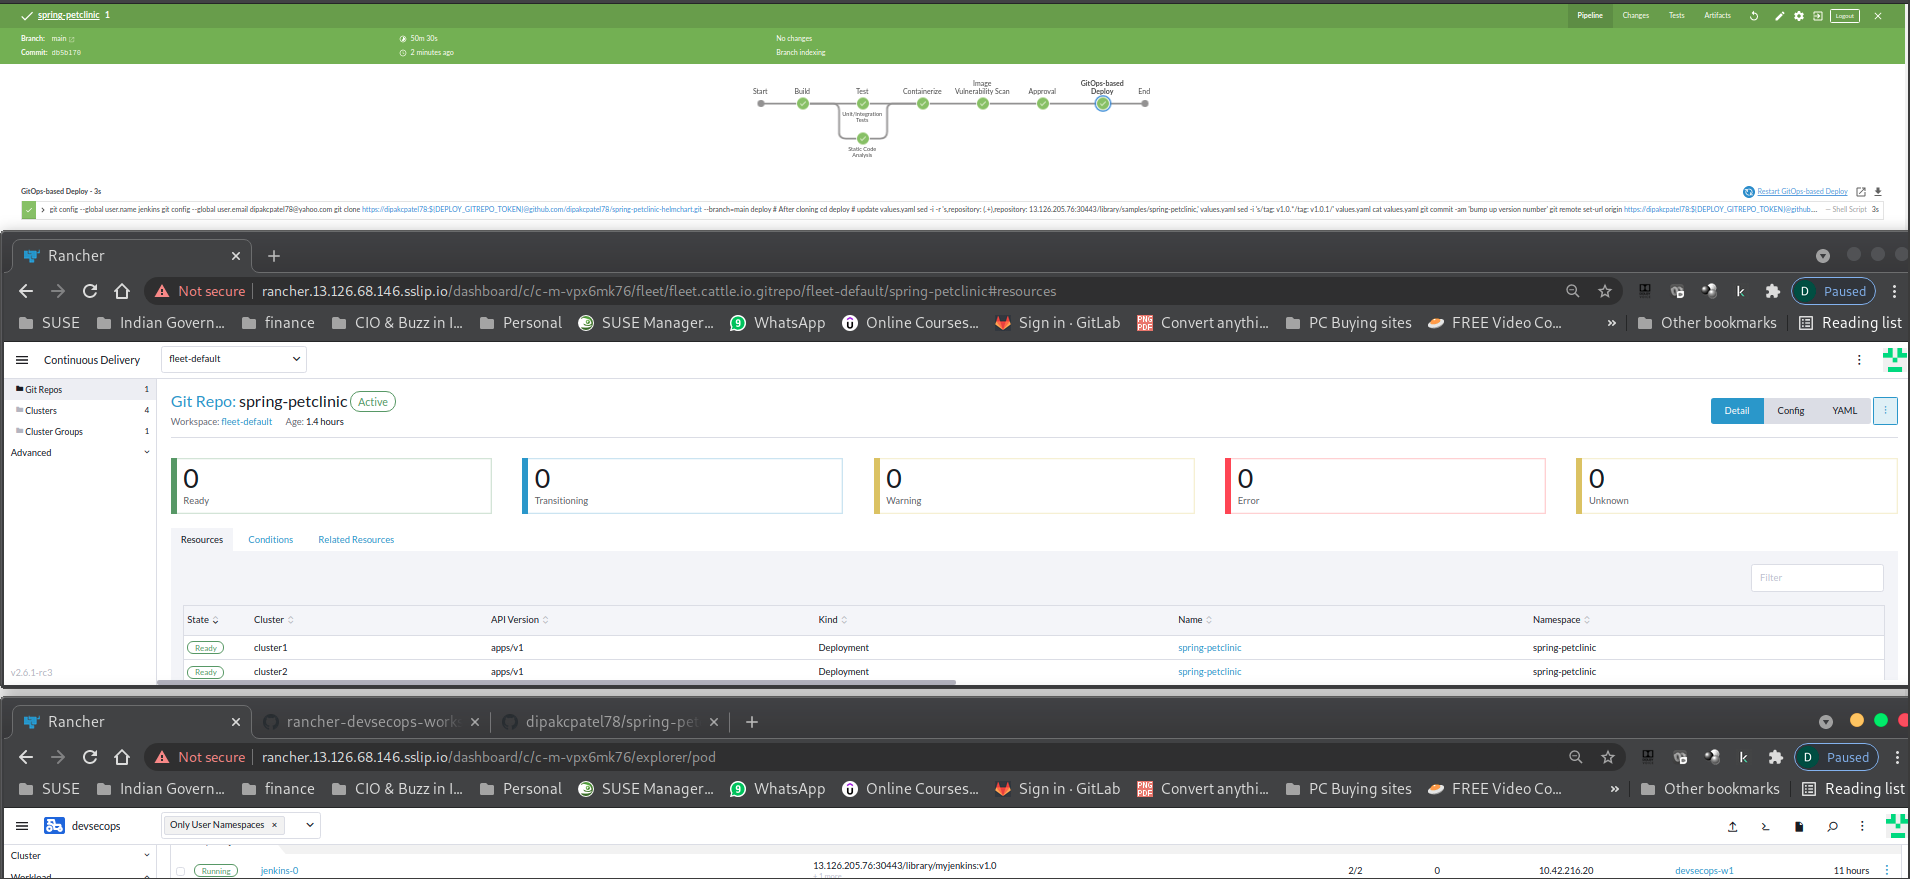 spring-petclinic 1
Pipeline Changes Tests Artifacts Logout
Branch: main 50m 30s No changes
Commit: db5b170 2 minutes ago Branch indexing
Start Build Test Containerize Image Vulnerability Scan Approval GitOps-based Deploy End
Unit/Integration Tests
Static Code Analysis
GitOps-based Deploy - 3s Restart GitOps-based Deploy
git config --global user.name jenkins git config --global user.email dipakcpatel78@yahoo.com git clone https://dipakcpatel78:$(DEPLOY_GITREPO_TOKEN)@github.com/dipakcpatel78/spring-petclinic-helmchart.git --branch=main deploy # After cloning cd deploy # update values.yaml sed -i -r 's,repository: (.+),repository: 13.126.205.76:30443/library/samples/spring-petclinic,' values.yaml sed -i 's/tag: v1.0.*/tag: v1.0.1/' values.yaml cat values.yaml git commit -am 'bump up version number' git remote set-url origin https://dipakcpatel78:$(DEPLOY_GITREPO_TOKEN)@github... — Shell Script 3s
Rancher
Not secure rancher.13.126.68.146.sslip.io/dashboard/c/c-m-vpx6mk76/fleet/fleet.cattle.io.gitrepo/fleet-default/spring-petclinic#resources D Paused
SUSE Indian Govern... finance CIO & Buzz in I... Personal SUSE Manager... WhatsApp Online Courses... Sign in · GitLab Convert anythi... PC Buying sites FREE Video Co... » Other bookmarks Reading list
Continuous Delivery fleet-default
Git Repos 1
Clusters 4
Cluster Groups 1
Advanced
Git Repo: spring-petclinic Active
Detail Config YAML
Workspace: fleet-default Age: 1.4 hours
0 0 0 0 0
Ready Transitioning Warning Error Unknown
Resources Conditions Related Resources
Filter
State Cluster API Version Kind Name Namespace
Ready cluster1 apps/v1 Deployment spring-petclinic spring-petclinic
Ready cluster2 apps/v1 Deployment spring-petclinic spring-petclinic
v2.6.1-rc3
Rancher rancher-devsecops-works dipakcpatel78/spring-pet
Not secure rancher.13.126.68.146.sslip.io/dashboard/c/c-m-vpx6mk76/explorer/pod D Paused
SUSE Indian Govern... finance CIO & Buzz in I... Personal SUSE Manager... WhatsApp Online Courses... Sign in · GitLab Convert anythi... PC Buying sites FREE Video Co... » Other bookmarks Reading list
devsecops Only User Namespaces ×
Cluster
Workload
Running jenkins-0 13.126.205.76:30443/library/myjenkins:v1.0 2/2 0 10.42.216.20 devsecops-w1 11 hours
+ 1 more